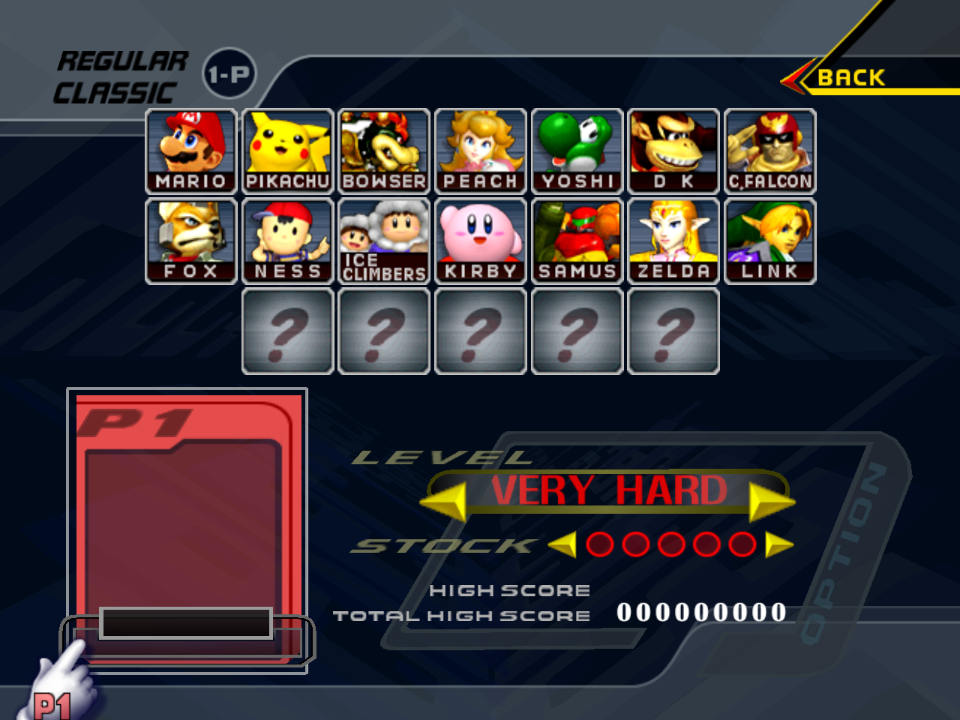 REGULAR
CLASSIC
1-P
BACK
MARIO PIKACHU BOWSER PEACH YOSHI D K C,FALCON
FOX NESS ICE CLIMBERS KIRBY SAMUS ZELDA LINK
? ? ? ? ?
P1
LEVEL
VERY HARD
STOCK
OPTION
HIGH SCORE
TOTAL HIGH SCORE 000000000
P1